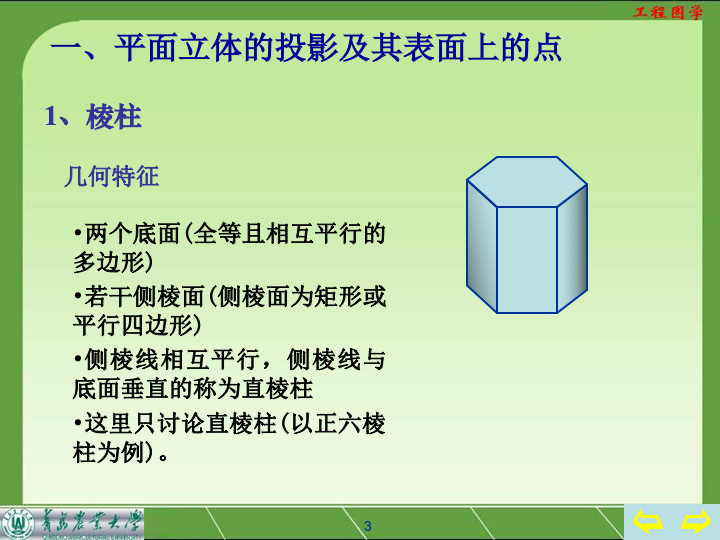 工程图学
一、平面立体的投影及其表面上的点
1、棱柱
几何特征
•两个底面(全等且相互平行的
多边形)
•若干侧棱面(侧棱面为矩形或
平行四边形)
•侧棱线相互平行，侧棱线与
底面垂直的称为直棱柱
•这里只讨论直棱柱(以正六棱
柱为例)。
青岛农业大学
3